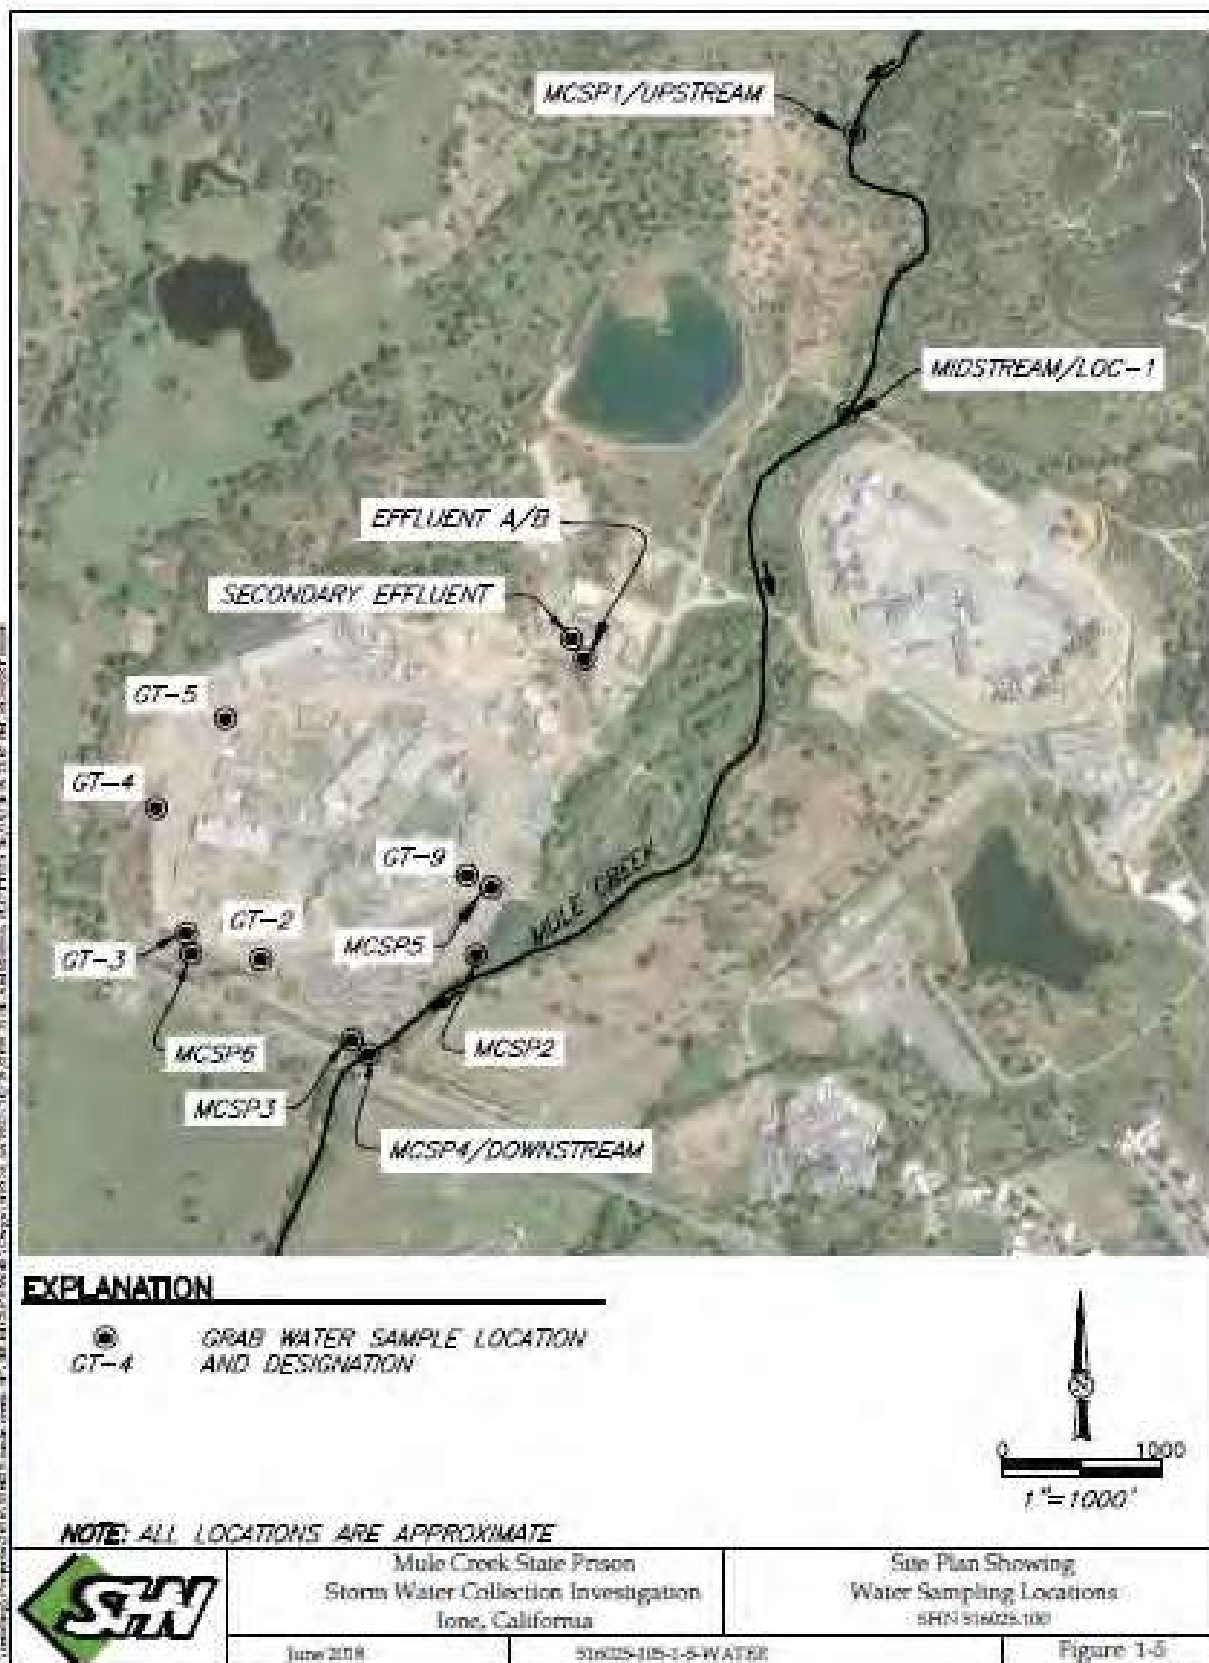 MCSP1/UPSTREAM
MIDSTREAM/LOC-1
EFFLUENT A/B
SECONDARY EFFLUENT
GT-5
GT-4
GT-9
MULE CREEK
GT-2
MCSP5
GT-3
MCSP6
MCSP2
MCSP3
MCSP4/DOWNSTREAM
EXPLANATION
GRAB WATER SAMPLE LOCATION
GT-4 AND DESIGNATION
0 1000
1"=1000'
NOTE: ALL LOCATIONS ARE APPROXIMATE
SHN
Mule Creek State Prison
Storm Water Collection Investigation
Ione, California
Site Plan Showing
Water Sampling Locations
SHN 516025.100
June 2018
Figure 1-5